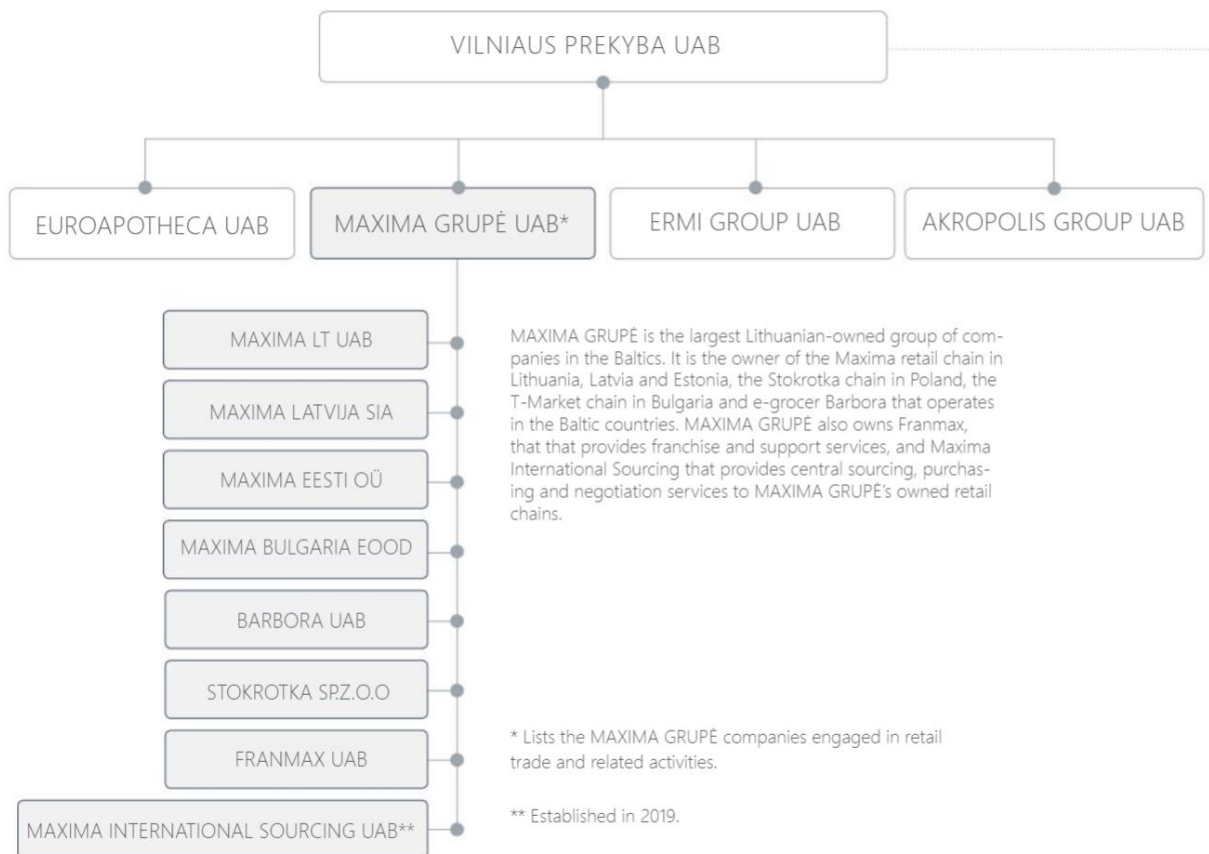 VILNIAUS PREKYBA UAB
EUROAPOTHECA UAB
MAXIMA GRUPĖ UAB*
ERMI GROUP UAB
AKROPOLIS GROUP UAB
MAXIMA LT UAB
MAXIMA LATVIJA SIA
MAXIMA EESTI OÜ
MAXIMA BULGARIA EOOD
BARBORA UAB
STOKROTKA SP.Z.O.O
FRANMAX UAB
MAXIMA INTERNATIONAL SOURCING UAB**
MAXIMA GRUPĖ is the largest Lithuanian-owned group of com-
panies in the Baltics. It is the owner of the Maxima retail chain in
Lithuania, Latvia and Estonia, the Stokrotka chain in Poland, the
T-Market chain in Bulgaria and e-grocer Barbora that operates
in the Baltic countries. MAXIMA GRUPĖ also owns Franmax,
that that provides franchise and support services, and Maxima
International Sourcing that provides central sourcing, purchas-
ing and negotiation services to MAXIMA GRUPĖ's owned retail
chains.
* Lists the MAXIMA GRUPĖ companies engaged in retail
trade and related activities.
** Established in 2019.